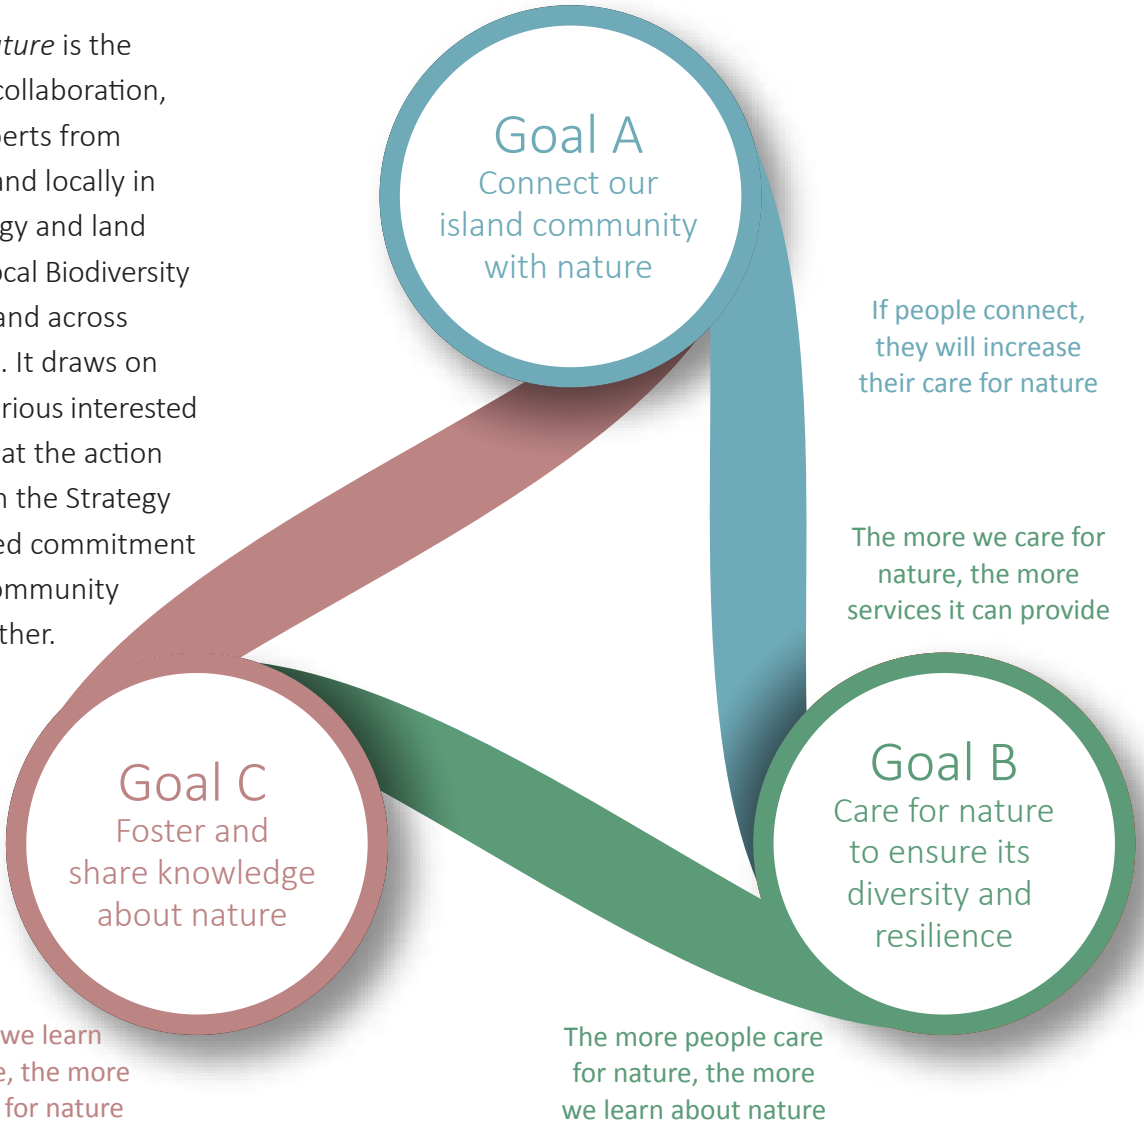 ature is the
collaboration,
perts from
and locally in
gy and land
ocal Biodiversity
and across
. It draws on
rious interested
at the action
n the Strategy
ed commitment
ommunity
ther.
Goal A
Connect our
island community
with nature
If people connect,
they will increase
their care for nature
The more we care for
nature, the more
services it can provide
Goal B
Care for nature
to ensure its
diversity and
resilience
Goal C
Foster and
share knowledge
about nature
we learn
e, the more
for nature
The more people care
for nature, the more
we learn about nature